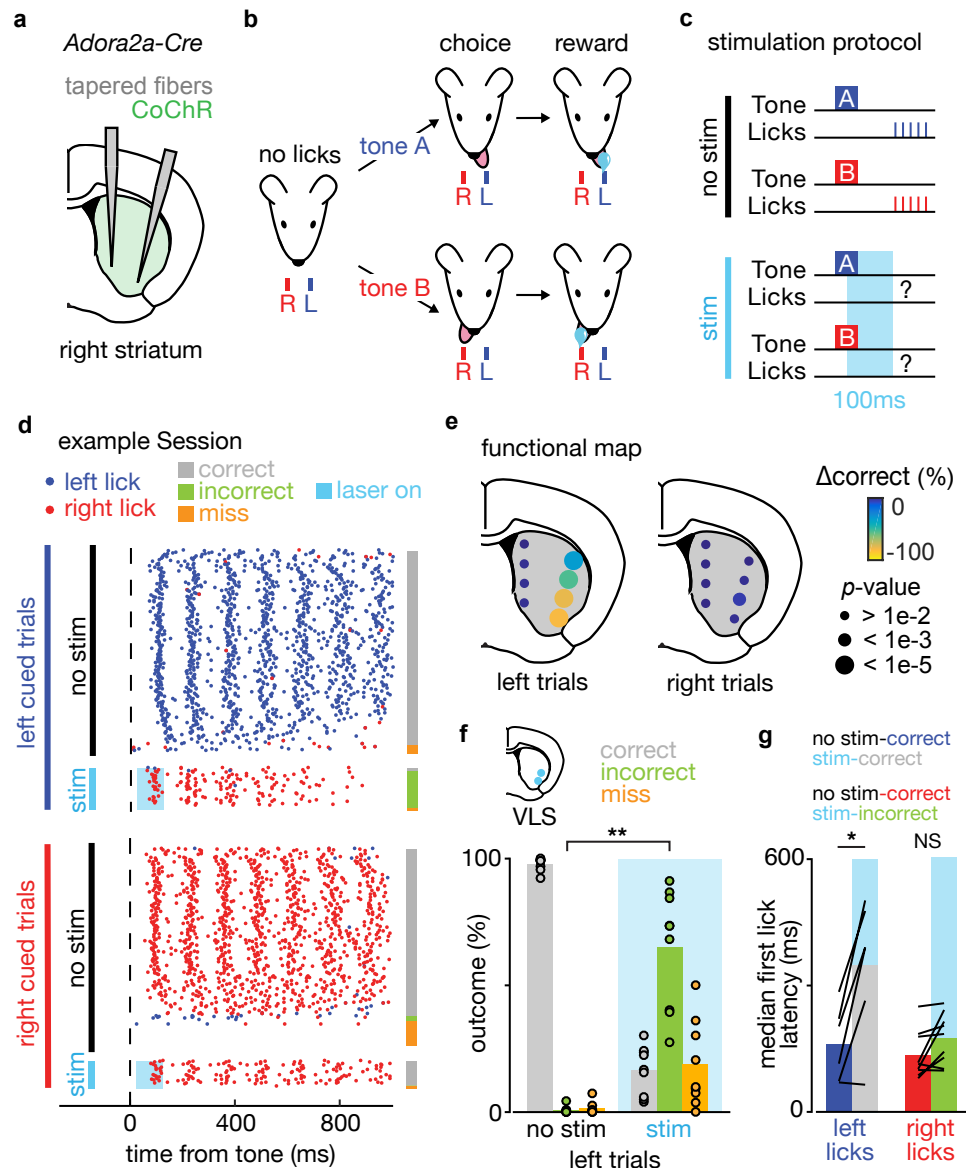 a
Adora2a-Cre
tapered fibers
CoChR
right striatum
b
choice
reward
no licks
tone A
R L
R L
R L
tone B
R L
R L
c
stimulation protocol
no stim
Tone A
Licks
Tone B
Licks
stim
Tone A
Licks ?
Tone B
Licks ?
100ms
d
example Session
left lick
right lick
correct
incorrect
miss
laser on
left cued trials
no stim
stim
right cued trials
no stim
stim
0 400 800
time from tone (ms)
e
functional map
left trials
right trials
Δcorrect (%)
0
-100
p-value
> 1e-2
< 1e-3
< 1e-5
f
VLS
correct
incorrect
miss
**
100
0
outcome (%)
no stim stim
left trials
g
no stim-correct
stim-correct
no stim-correct
stim-incorrect
* NS
600
0
median first lick
latency (ms)
left
licks
right
licks